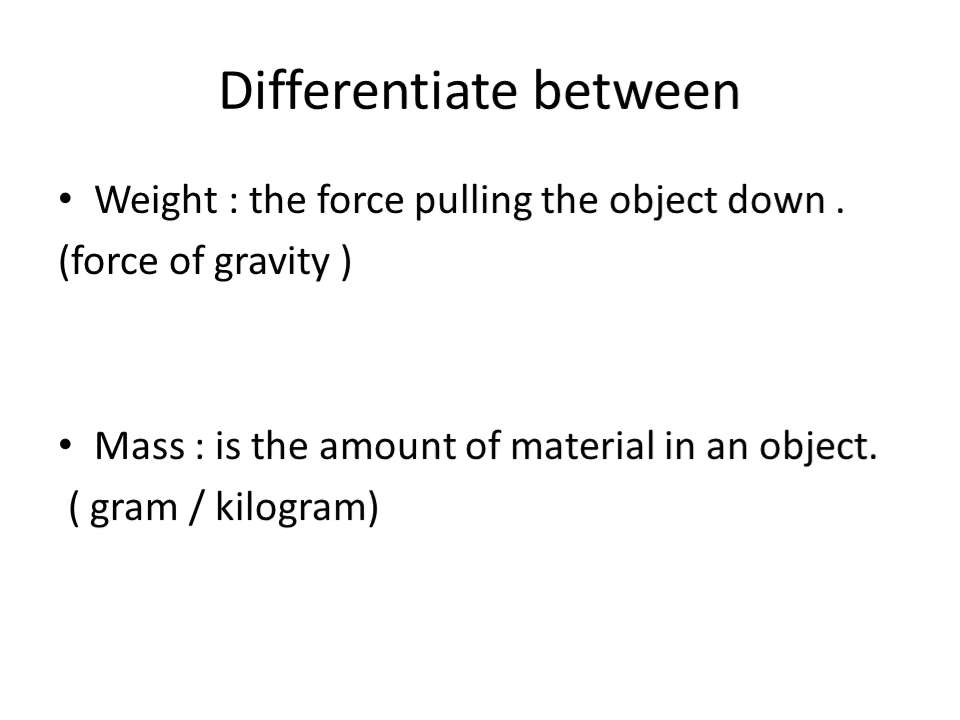 Differentiate between
• Weight : the force pulling the object down .
(force of gravity )
• Mass : is the amount of material in an object.
( gram / kilogram)